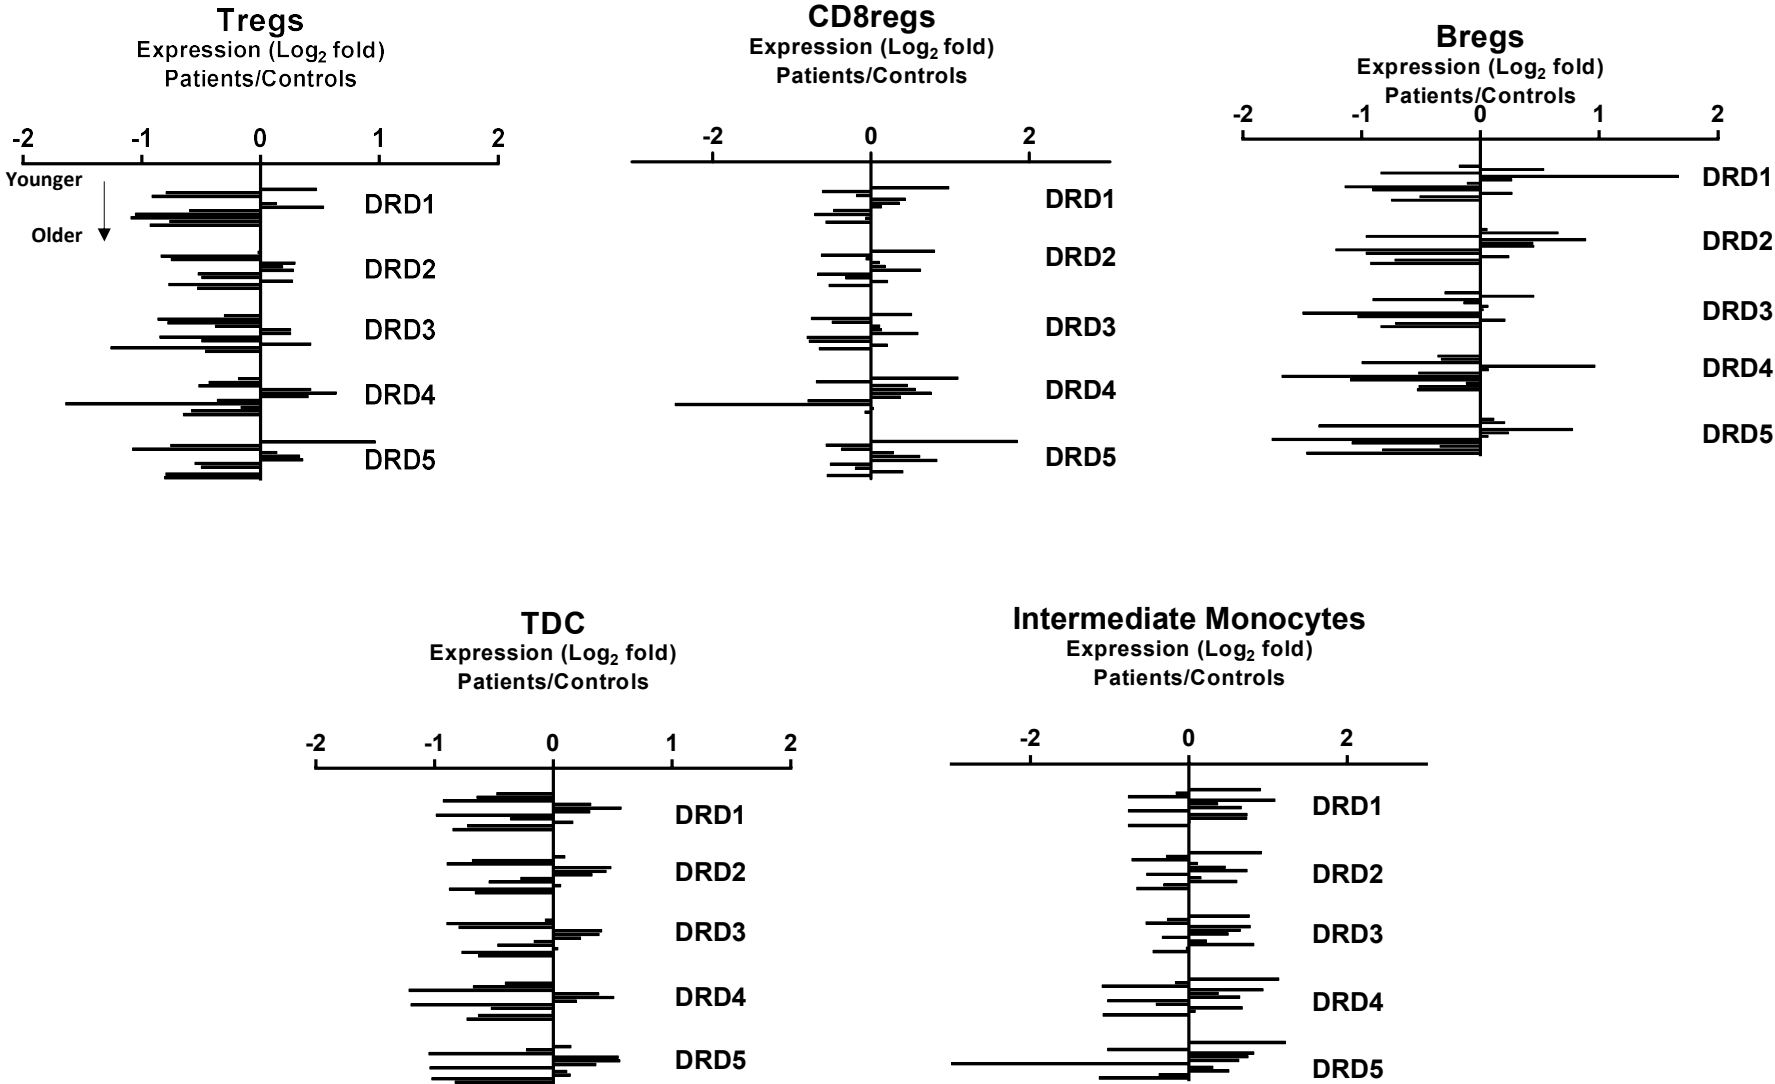 Tregs
Expression (Log2 fold)
Patients/Controls
-2 -1 0 1 2
Younger
Older
DRD1
DRD2
DRD3
DRD4
DRD5
CD8regs
Expression (Log2 fold)
Patients/Controls
-2 0 2
DRD1
DRD2
DRD3
DRD4
DRD5
Bregs
Expression (Log2 fold)
Patients/Controls
-2 -1 0 1 2
DRD1
DRD2
DRD3
DRD4
DRD5
TDC
Expression (Log2 fold)
Patients/Controls
-2 -1 0 1 2
DRD1
DRD2
DRD3
DRD4
DRD5
Intermediate Monocytes
Expression (Log2 fold)
Patients/Controls
-2 0 2
DRD1
DRD2
DRD3
DRD4
DRD5